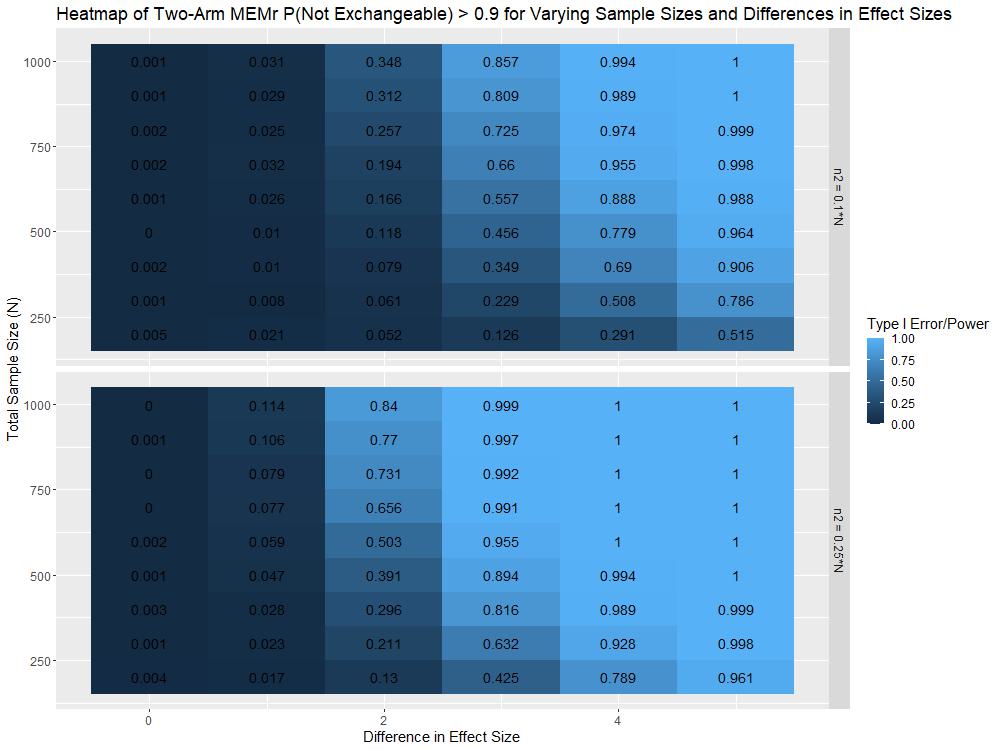 Heatmap of Two-Arm MEMr P(Not Exchangeable) > 0.9 for Varying Sample Sizes and Differences in Effect Sizes
Total Sample Size (N)
1000 0.001 0.031 0.348 0.857 0.994 1
0.001 0.029 0.312 0.809 0.989 1
0.002 0.025 0.257 0.725 0.974 0.999
750
0.002 0.032 0.194 0.66 0.955 0.998
0.001 0.026 0.166 0.557 0.888 0.988
500 0 0.01 0.118 0.456 0.779 0.964
0.002 0.01 0.079 0.349 0.69 0.906
0.001 0.008 0.061 0.229 0.508 0.786
250
0.005 0.021 0.052 0.126 0.291 0.515
n2 = 0.1*N
1000 0 0.114 0.84 0.999 1 1
0.001 0.106 0.77 0.997 1 1
0 0.079 0.731 0.992 1 1
750
0 0.077 0.656 0.991 1 1
0.002 0.059 0.503 0.955 1 1
500 0.001 0.047 0.391 0.894 0.994 1
0.003 0.028 0.296 0.816 0.989 0.999
0.001 0.023 0.211 0.632 0.928 0.998
250
0.004 0.017 0.13 0.425 0.789 0.961
n2 = 0.25*N
0 2 4
Difference in Effect Size
Type I Error/Power
1.00
0.75
0.50
0.25
0.00